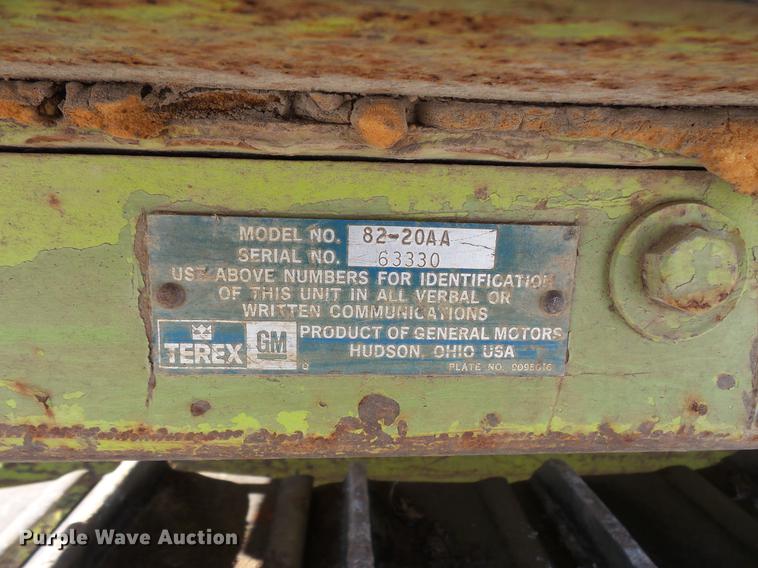 MODEL NO. 82-20AA
SERIAL NO. 63330
USE ABOVE NUMBERS FOR IDENTIFICATION
OF THIS UNIT IN ALL VERBAL OR
WRITTEN COMMUNICATIONS
TEREX GM PRODUCT OF GENERAL MOTORS
HUDSON, OHIO USA
PLATE NO.
Purple Wave Auction